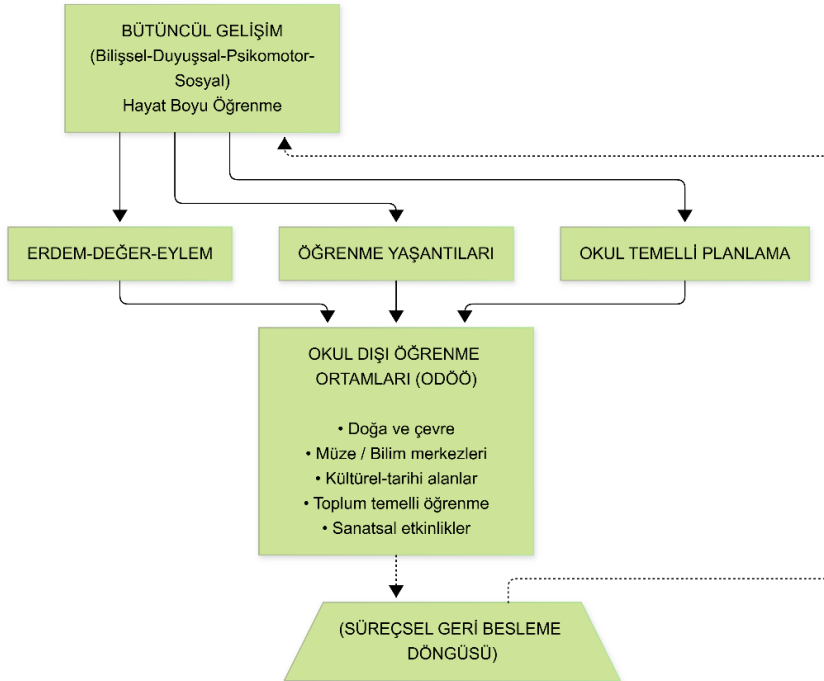 BÜTÜNCÜL GELİŞİM
(Bilişsel-Duyuşsal-Psikomotor-
Sosyal)
Hayat Boyu Öğrenme
ERDEM-DEĞER-EYLEM
ÖĞRENME YAŞANTILARI
OKUL TEMELLİ PLANLAMA
OKUL DIŞI ÖĞRENME
ORTAMLARI (ODÖÖ)
• Doğa ve çevre
• Müze / Bilim merkezleri
• Kültürel-tarihi alanlar
• Toplum temelli öğrenme
• Sanatsal etkinlikler
(SÜREÇSEL GERİ BESLEME
DÖNGÜSÜ)